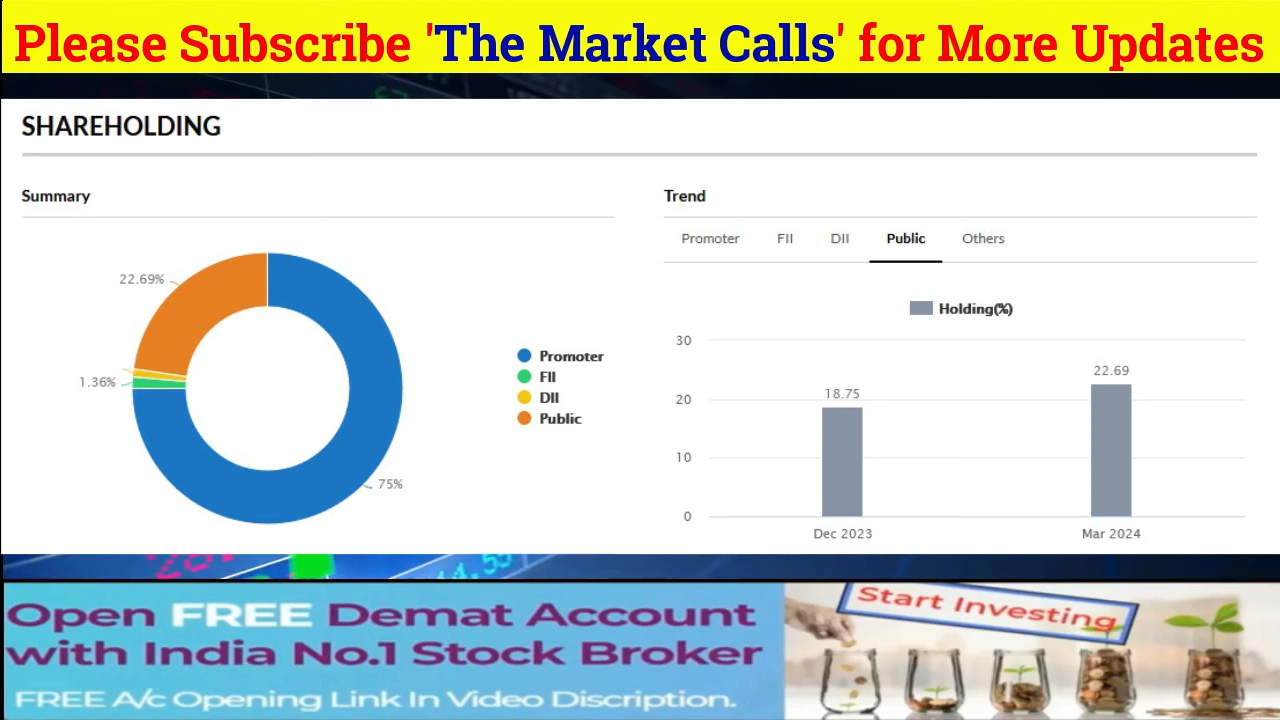 Please Subscribe 'The Market Calls' for More Updates
SHAREHOLDING
Summary
22.69%
1.36%
75%
Promoter
FII
DII
Public
Trend
Promoter FII DII Public Others
Holding(%)
30
20
10
0
18.75
22.69
Dec 2023 Mar 2024
Open FREE Demat Account
with India No.1 Stock Broker
FREE A/c Opening Link In Video Discription.
Start Investing